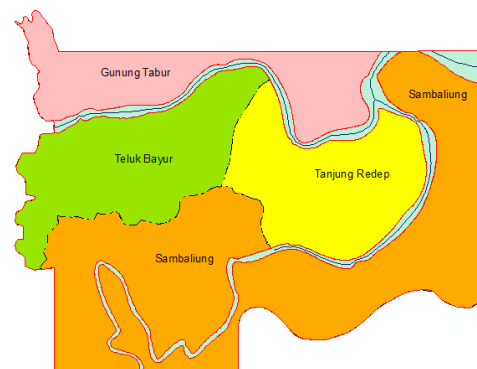 Gunung Tabur
Sambaliung
Teluk Bayur
Tanjung Redep
Sambaliung